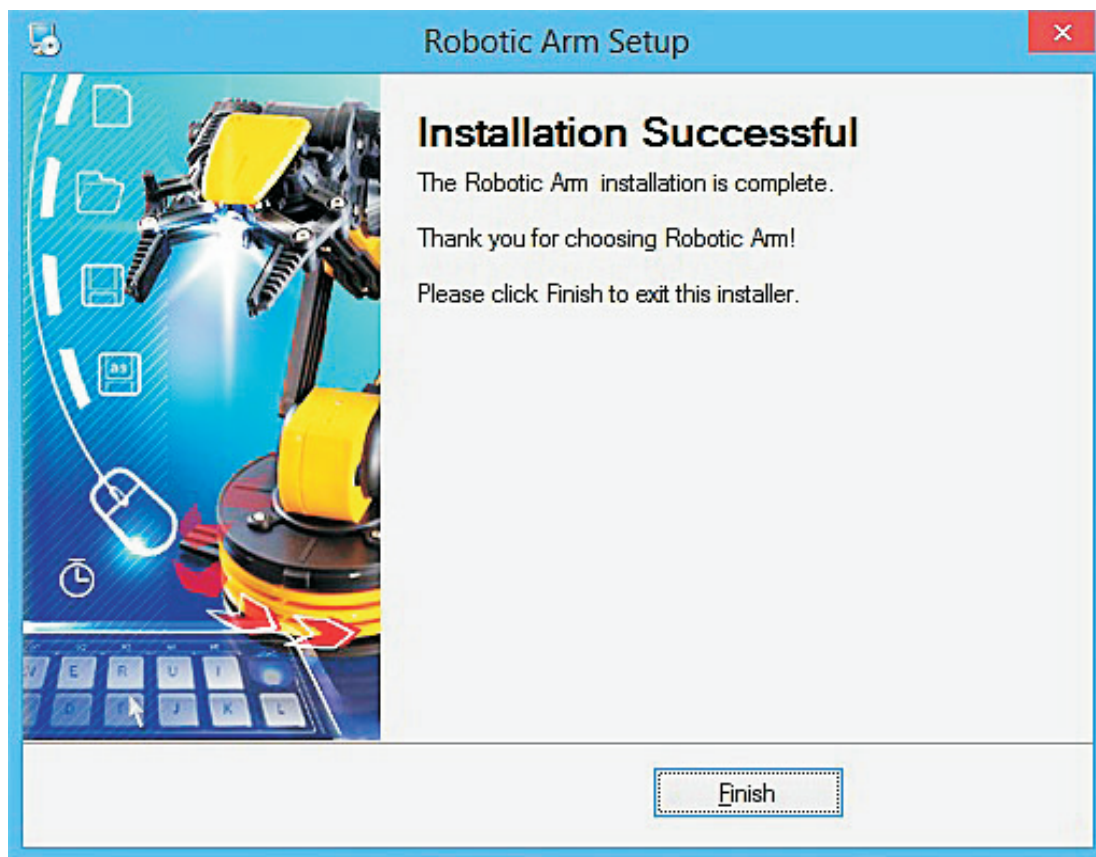 Robotic Arm Setup
Installation Successful
The Robotic Arm installation is complete.
Thank you for choosing Robotic Arm!
Please click Finish to exit this installer.
as
E R U I
J K L
Finish